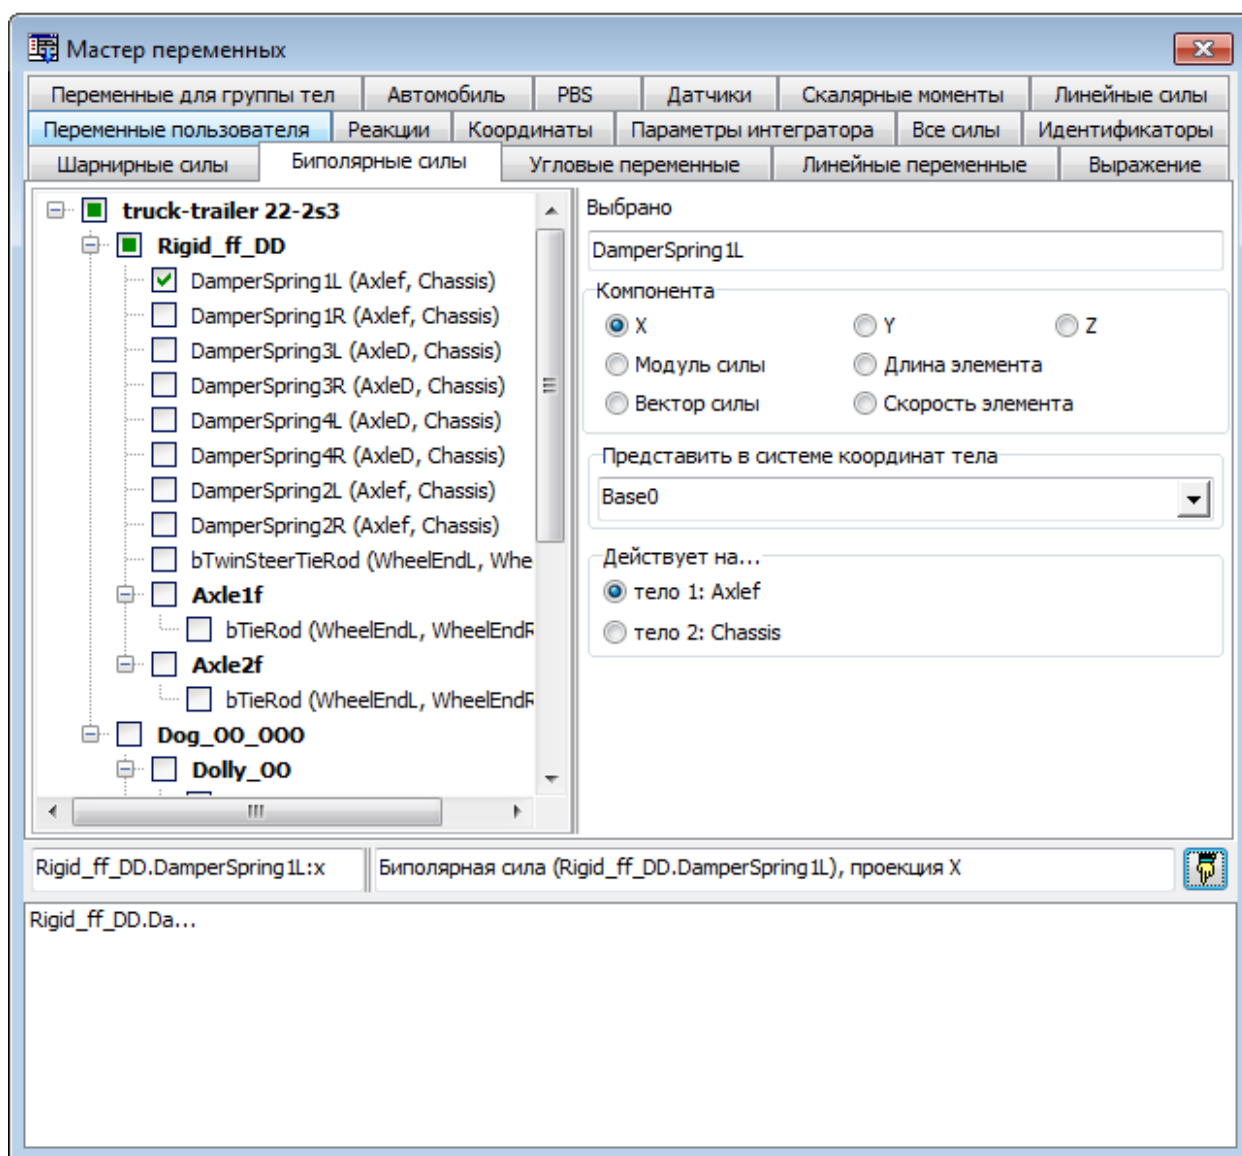 Мастер переменных
Переменные для группы тел Автомобиль PBS Датчики Скалярные моменты Линейные силы
Переменные пользователя Реакции Координаты Параметры интегратора Все силы Идентификаторы
Шарнирные силы Биполярные силы Угловые переменные Линейные переменные Выражение
truck-trailer 22-2s3
Rigid_ff_DD
DamperSpring1L (Axlef, Chassis)
DamperSpring1R (Axlef, Chassis)
DamperSpring3L (AxleD, Chassis)
DamperSpring3R (AxleD, Chassis)
DamperSpring4L (AxleD, Chassis)
DamperSpring4R (AxleD, Chassis)
DamperSpring2L (Axlef, Chassis)
DamperSpring2R (Axlef, Chassis)
bTwinSteerTieRod (WheelEndL, Whe
Axle1f
bTieRod (WheelEndL, WheelEndR
Axle2f
bTieRod (WheelEndL, WheelEndR
Dog_OO_OOO
Dolly_OO
Выбрано
DamperSpring1L
Компонента
X Y Z
Модуль силы Длина элемента
Вектор силы Скорость элемента
Представить в системе координат тела
Base0
Действует на...
тело 1: Axlef
тело 2: Chassis
Rigid_ff_DD.DamperSpring1L:x Биполярная сила (Rigid_ff_DD.DamperSpring1L), проекция X
Rigid_ff_DD.Da...